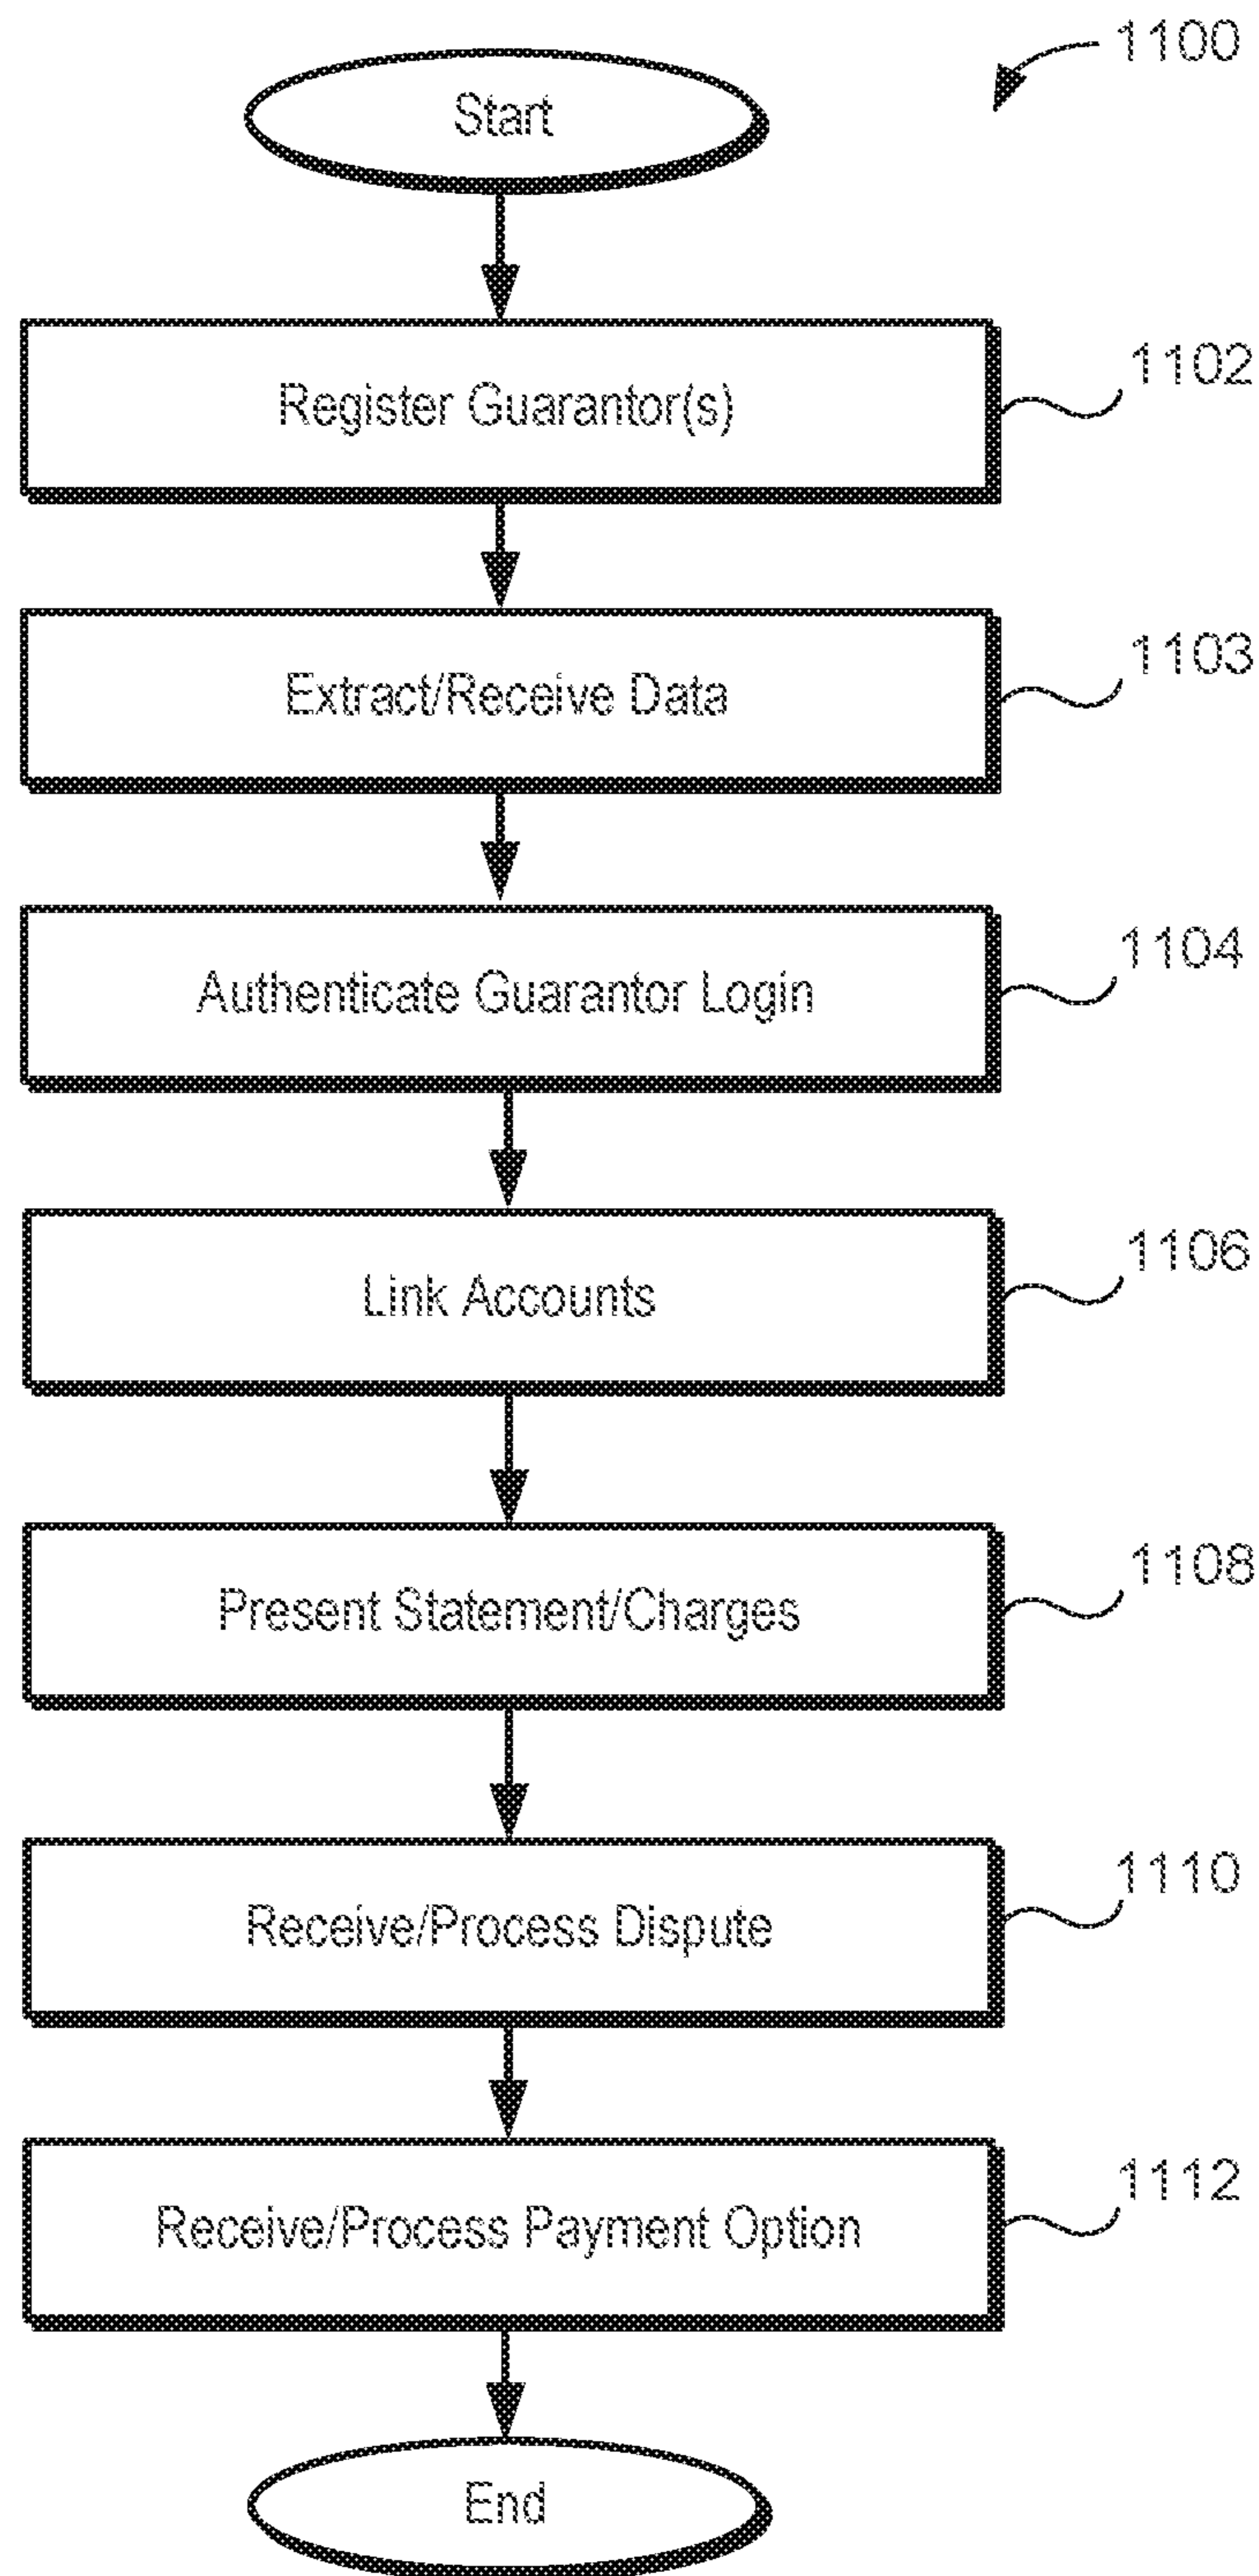 1100
Start
Register Guarantor(s)
1102
Extract/Receive Data
1103
Authenticate Guarantor Login
1104
Link Accounts
1106
Present Statement/Charges
1108
Receive/Process Dispute
1110
Receive/Process Payment Option
1112
End